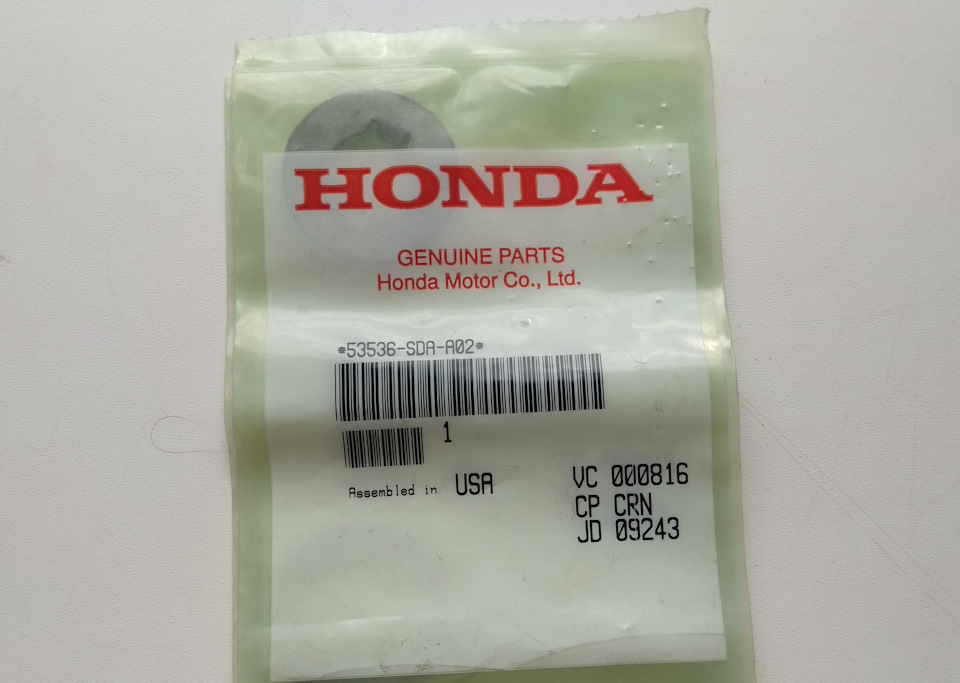 HONDA
GENUINE PARTS
Honda Motor Co., Ltd.
*53536-SDA-A02*
1
Assembled in USA
VC 000816
CP CRN
JD 09243